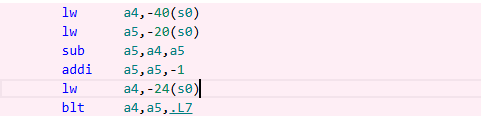 lw a4,-40(s0)
lw a5,-20(s0)
sub a5,a4,a5
addi a5,a5,-1
lw a4,-24(s0)
blt a4,a5,.L7